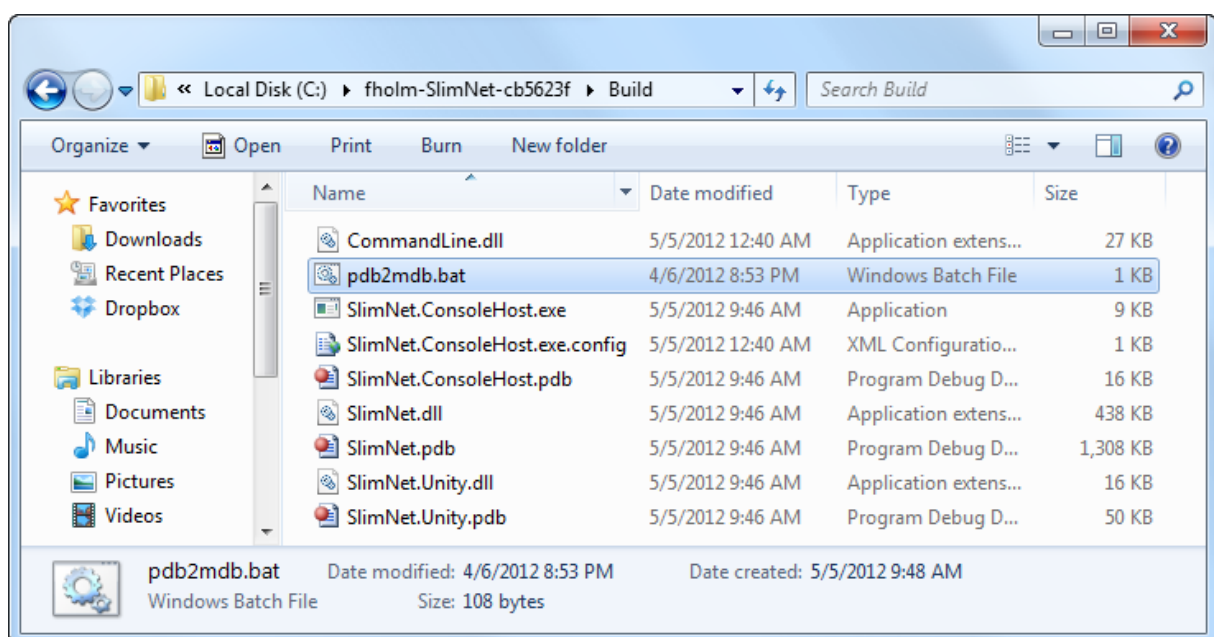 « Local Disk (C:) ▸ fholm-SlimNet-cb5623f ▸ Build Search Build
Organize Open Print Burn New folder
Name Date modified Type Size
Favorites
Downloads
Recent Places
Dropbox
Libraries
Documents
Music
Pictures
Videos
CommandLine.dll 5/5/2012 12:40 AM Application extens... 27 KB
pdb2mdb.bat 4/6/2012 8:53 PM Windows Batch File 1 KB
SlimNet.ConsoleHost.exe 5/5/2012 9:46 AM Application 9 KB
SlimNet.ConsoleHost.exe.config 5/5/2012 12:40 AM XML Configuratio... 1 KB
SlimNet.ConsoleHost.pdb 5/5/2012 9:46 AM Program Debug D... 16 KB
SlimNet.dll 5/5/2012 9:46 AM Application extens... 438 KB
SlimNet.pdb 5/5/2012 9:46 AM Program Debug D... 1,308 KB
SlimNet.Unity.dll 5/5/2012 9:46 AM Application extens... 16 KB
SlimNet.Unity.pdb 5/5/2012 9:46 AM Program Debug D... 50 KB
pdb2mdb.bat Date modified: 4/6/2012 8:53 PM Date created: 5/5/2012 9:48 AM
Windows Batch File Size: 108 bytes